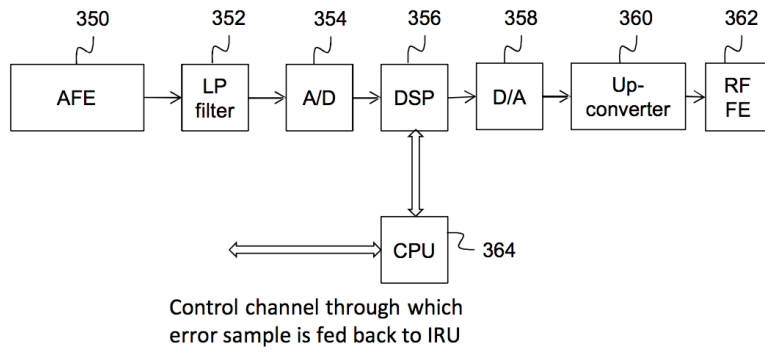 350
352
354
356
358
360
362
AFE
LP
filter
A/D
DSP
D/A
Up-
converter
RF
FE
CPU
364
Control channel through which
error sample is fed back to IRU